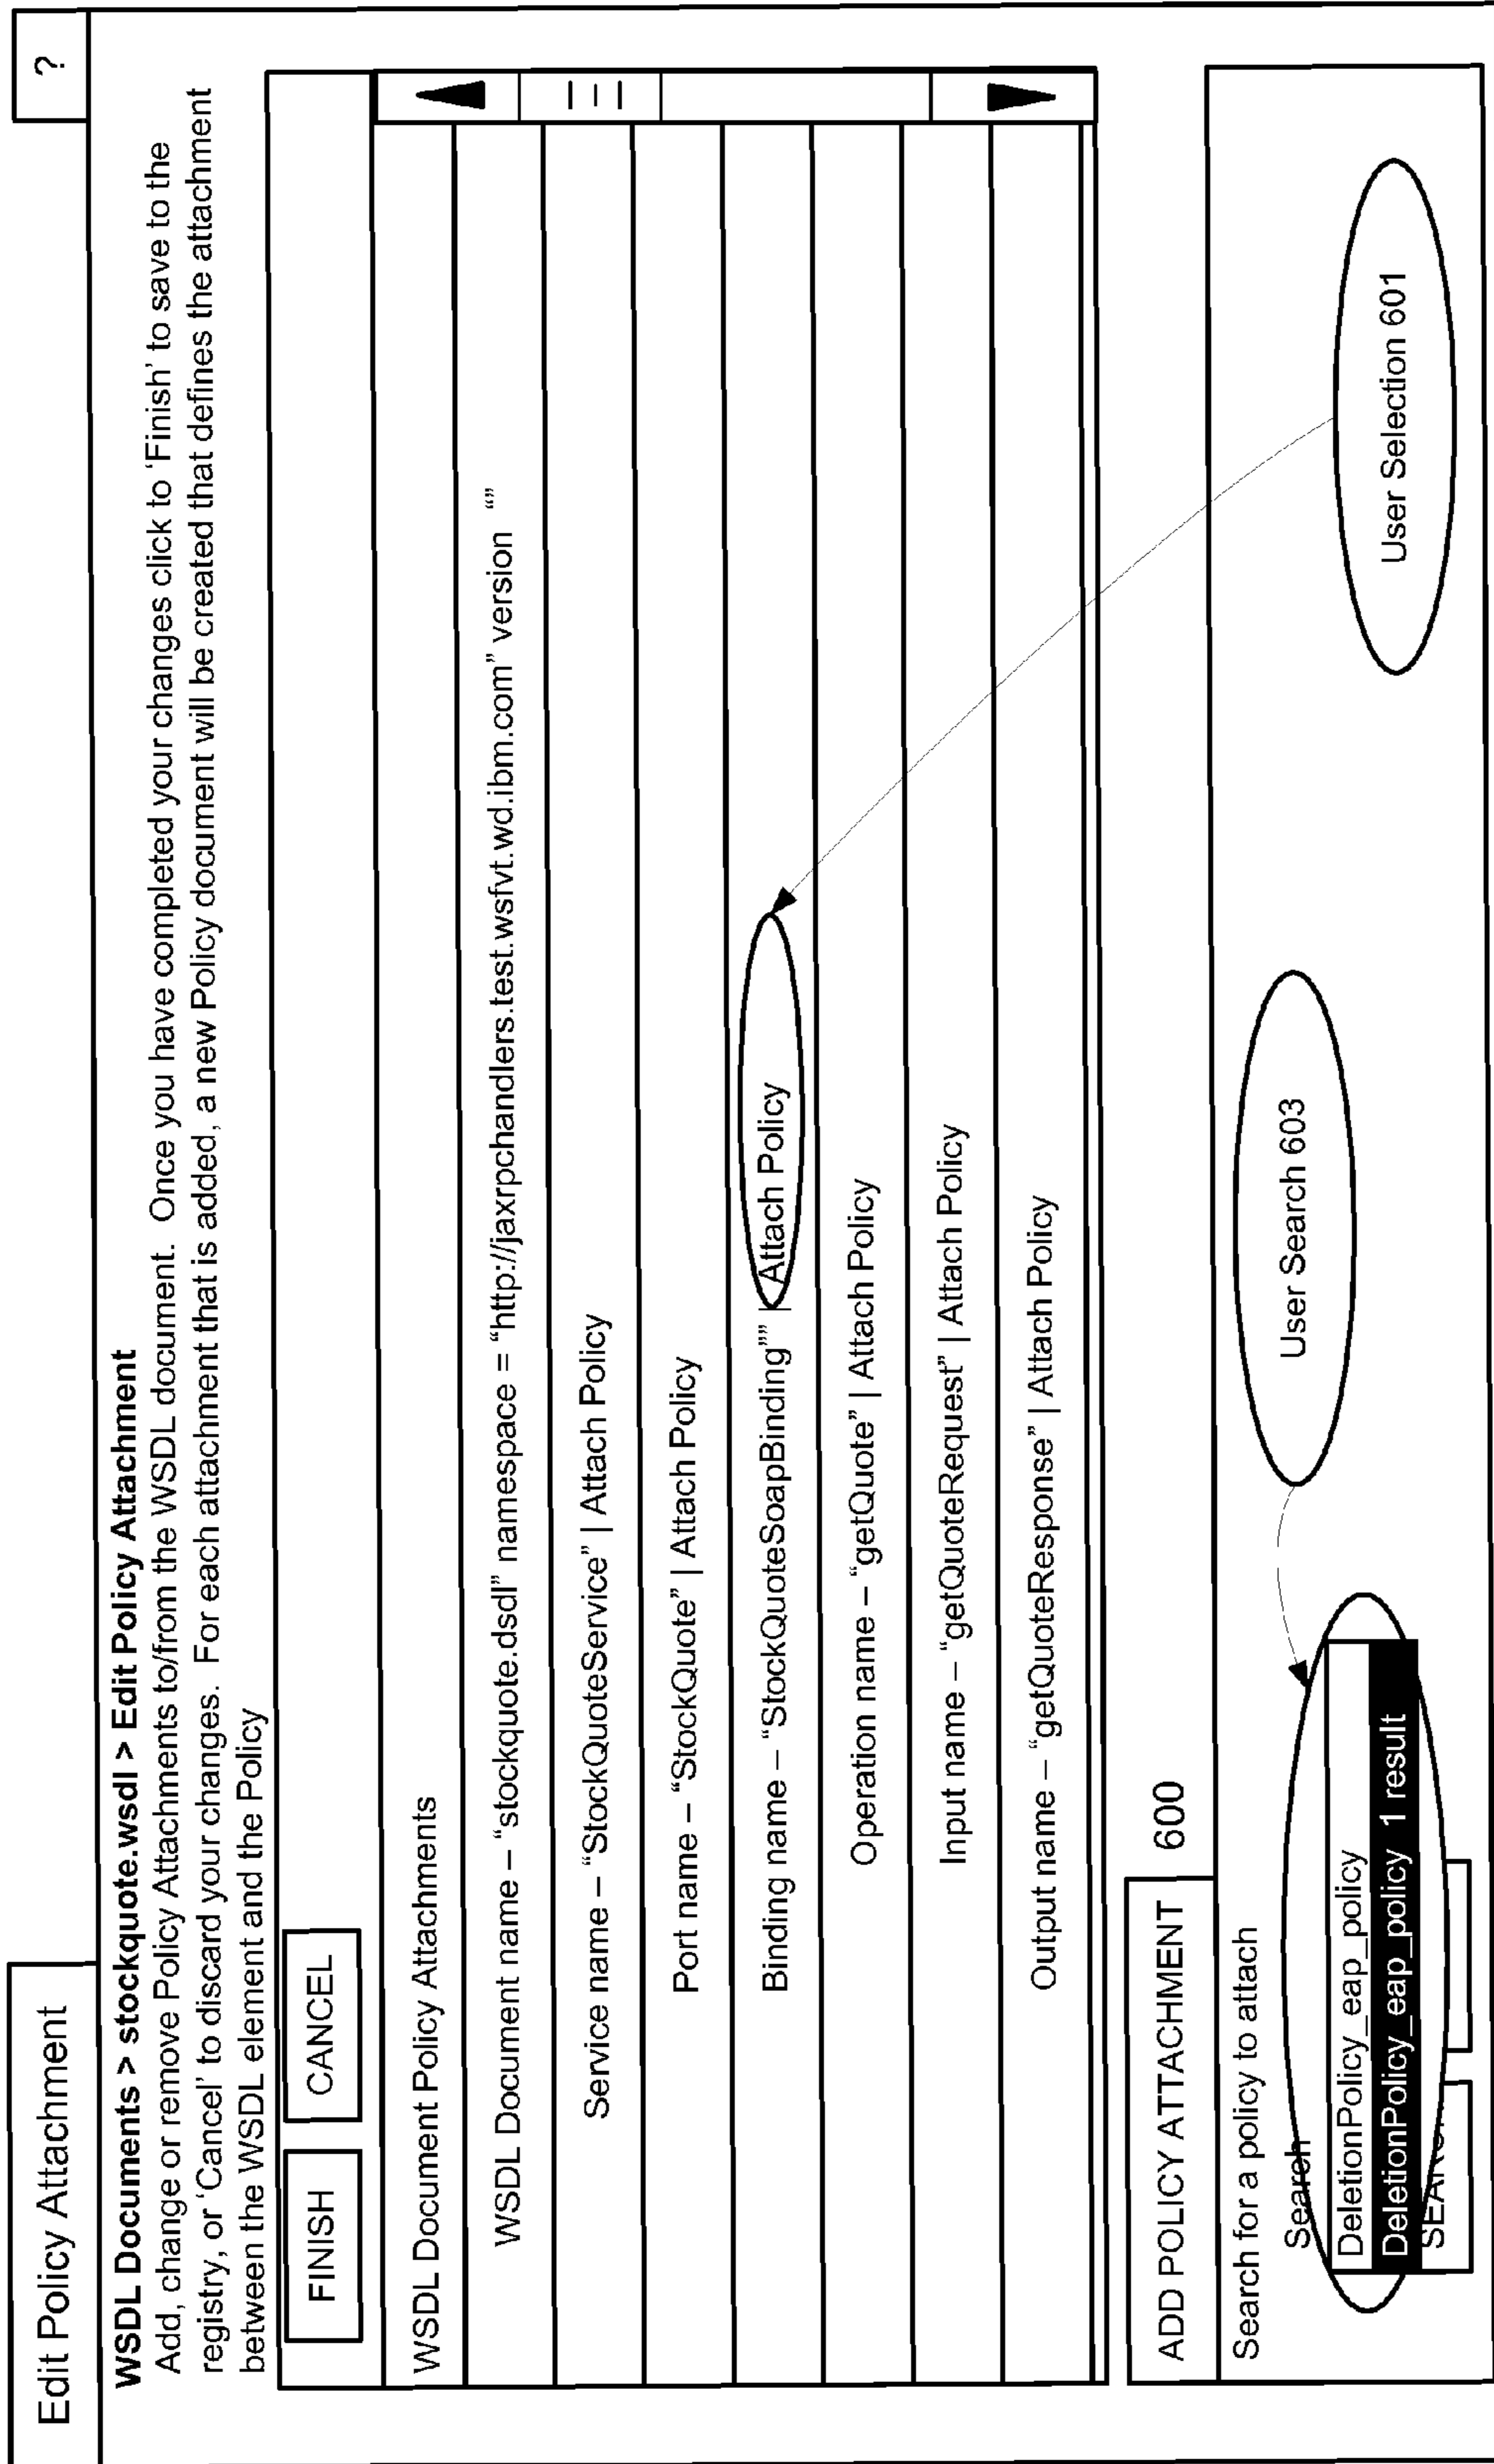 Edit Policy Attachment
?
WSDL Documents > stockquote.wsdl > Edit Policy Attachment
Add, change or remove Policy Attachments to/from the WSDL document. Once you have completed your changes click to ‘Finish’ to save to the
registry, or ‘Cancel’ to discard your changes. For each attachment that is added, a new Policy document will be created that defines the attachment
between the WSDL element and the Policy
FINISH CANCEL
WSDL Document Policy Attachments
WSDL Document name – “stockquote.dsdl” namespace = “http://jaxrpchandlers.test.wsfvt.wd.ibm.com” version “”
Service name – “StockQuoteService” | Attach Policy
Port name – “StockQuote” | Attach Policy
Binding name – “StockQuoteSoapBinding”” | Attach Policy
Operation name – “getQuote” | Attach Policy
Input name – “getQuoteRequest” | Attach Policy
Output name – “getQuoteResponse” | Attach Policy
ADD POLICY ATTACHMENT 600
Search for a policy to attach
Search
DeletionPolicy_eap_policy
DeletionPolicy_eap_policy 1 result
User Search 603
User Selection 601